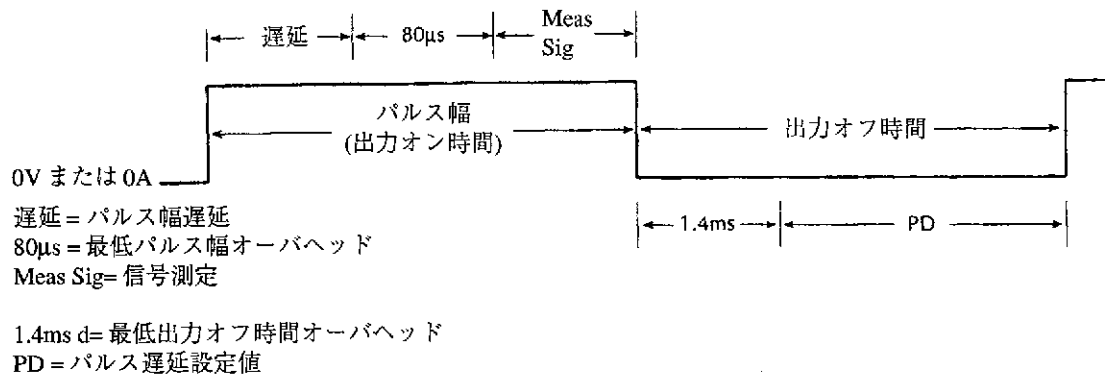 遅延
80µs
Meas
Sig
パルス幅
(出力オン時間)
出力オフ時間
0V または 0A
1.4ms
PD
遅延 = パルス幅遅延
80µs = 最低パルス幅オーバヘッド
Meas Sig= 信号測定
1.4ms d= 最低出力オフ時間オーバヘッド
PD = パルス遅延設定値